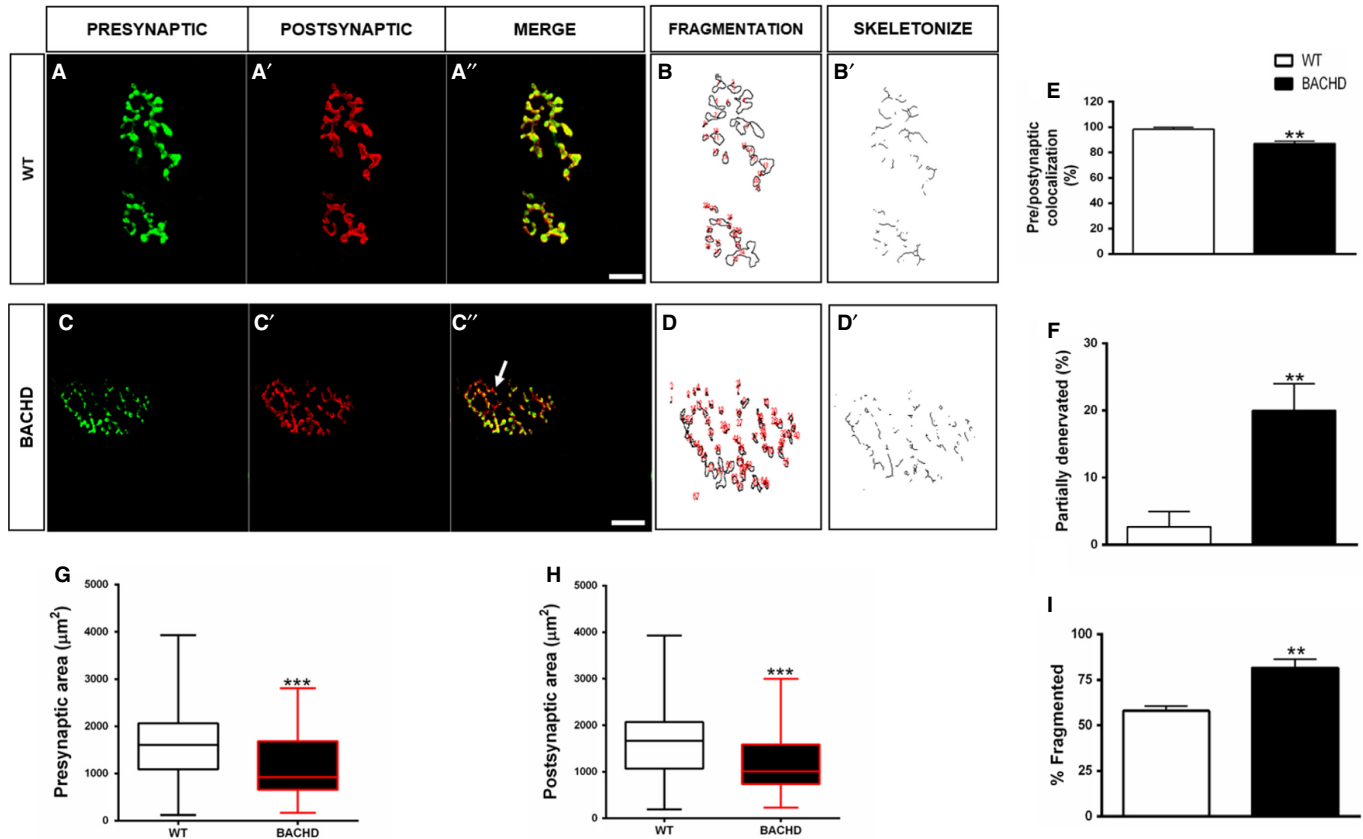 PRESYNAPTIC POSTSYNAPTIC MERGE FRAGMENTATION SKELETONIZE
WT
A A′ A″ B B′
BACHD
C C′ C″ D D′
WT
BACHD
E
Pre/postynaptic
colocalization
(%)
120
100
80
60
40
20
0
**
F
Partially denervated (%)
30
20
10
0
**
G
Presynaptic area (μm²)
5000
4000
3000
2000
1000
0
***
WT BACHD
H
Postsynaptic area (μm²)
5000
4000
3000
2000
1000
0
***
WT BACHD
I
% Fragmented
100
75
50
25
0
**